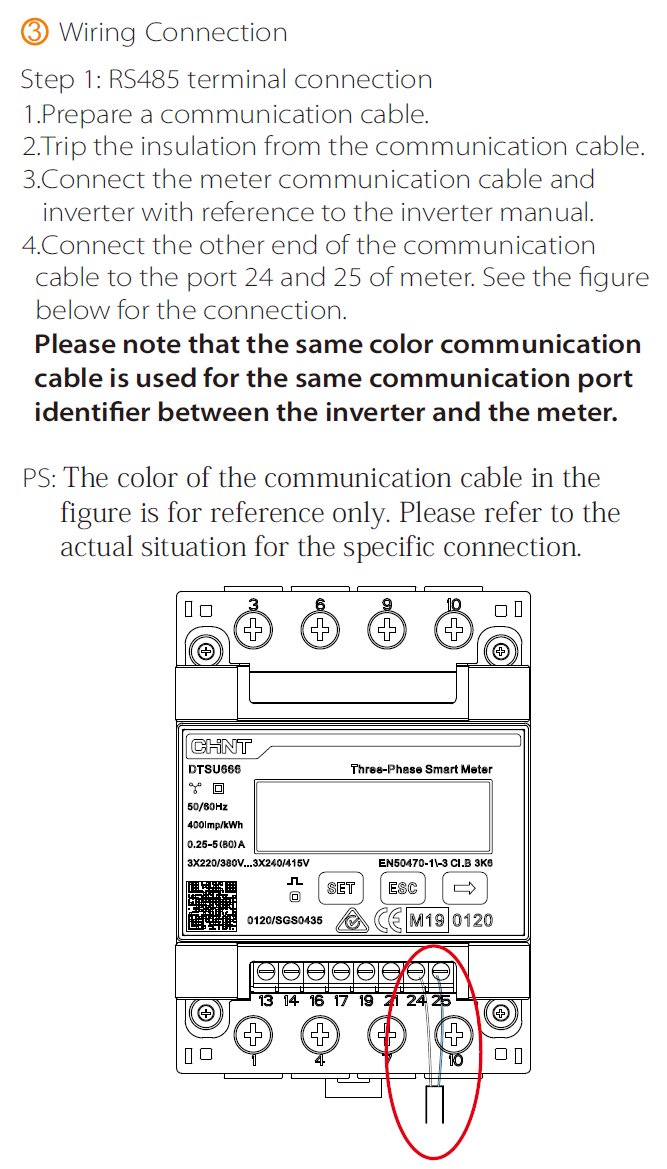 ③ Wiring Connection
Step 1: RS485 terminal connection
1.Prepare a communication cable.
2.Trip the insulation from the communication cable.
3.Connect the meter communication cable and
inverter with reference to the inverter manual.
4.Connect the other end of the communication
cable to the port 24 and 25 of meter. See the figure
below for the connection.
Please note that the same color communication
cable is used for the same communication port
identifier between the inverter and the meter.
PS: The color of the communication cable in the
figure is for reference only. Please refer to the
actual situation for the specific connection.
3 6 9 10
CHNT
DTSU666 Three-Phase Smart Meter
50/60Hz
400imp/kWh
0.25-5(80)A
3X220/380V...3X240/415V EN50470-1\-3 Cl.B 3K6
SET ESC
0120/SGS0435 CE M19 0120
13 14 16 17 19 21 24 25
1 4 7 10